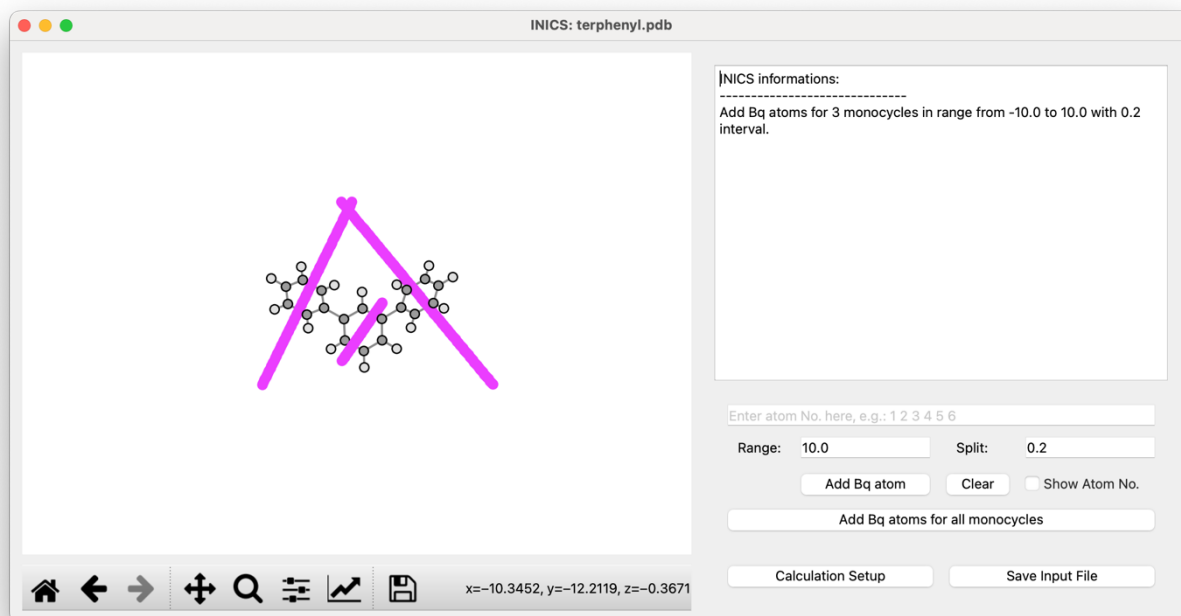 INICS: terphenyl.pdb
INICS informations:
------------------------------
Add Bq atoms for 3 monocycles in range from -10.0 to 10.0 with 0.2
interval.
Enter atom No. here, e.g.: 1 2 3 4 5 6
Range: 10.0 Split: 0.2
Add Bq atom Clear Show Atom No.
Add Bq atoms for all monocycles
Calculation Setup Save Input File
x=−10.3452, y=−12.2119, z=−0.3671